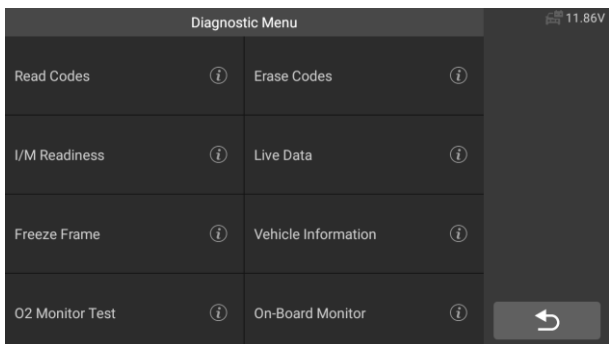 Diagnostic Menu
11.86V
Read Codes
Erase Codes
I/M Readiness
Live Data
Freeze Frame
Vehicle Information
O2 Monitor Test
On-Board Monitor